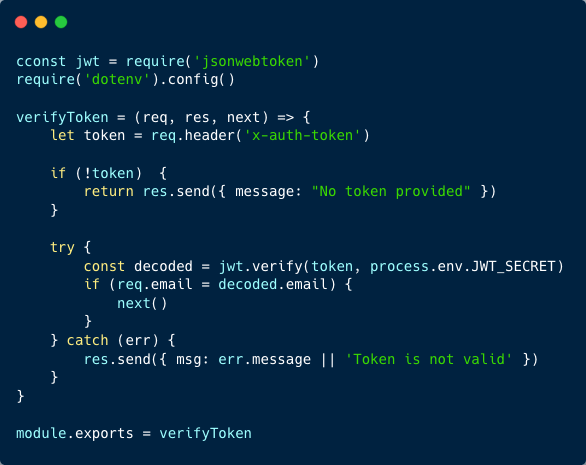 cconst jwt = require('jsonwebtoken')
require('dotenv').config()
verifyToken = (req, res, next) => {
    let token = req.header('x-auth-token')
    if (!token)  {
        return res.send({ message: "No token provided" })
    }
    try {
        const decoded = jwt.verify(token, process.env.JWT_SECRET)
        if (req.email = decoded.email) {
            next()
        }
    } catch (err) {
        res.send({ msg: err.message || 'Token is not valid' })
    }
}
module.exports = verifyToken